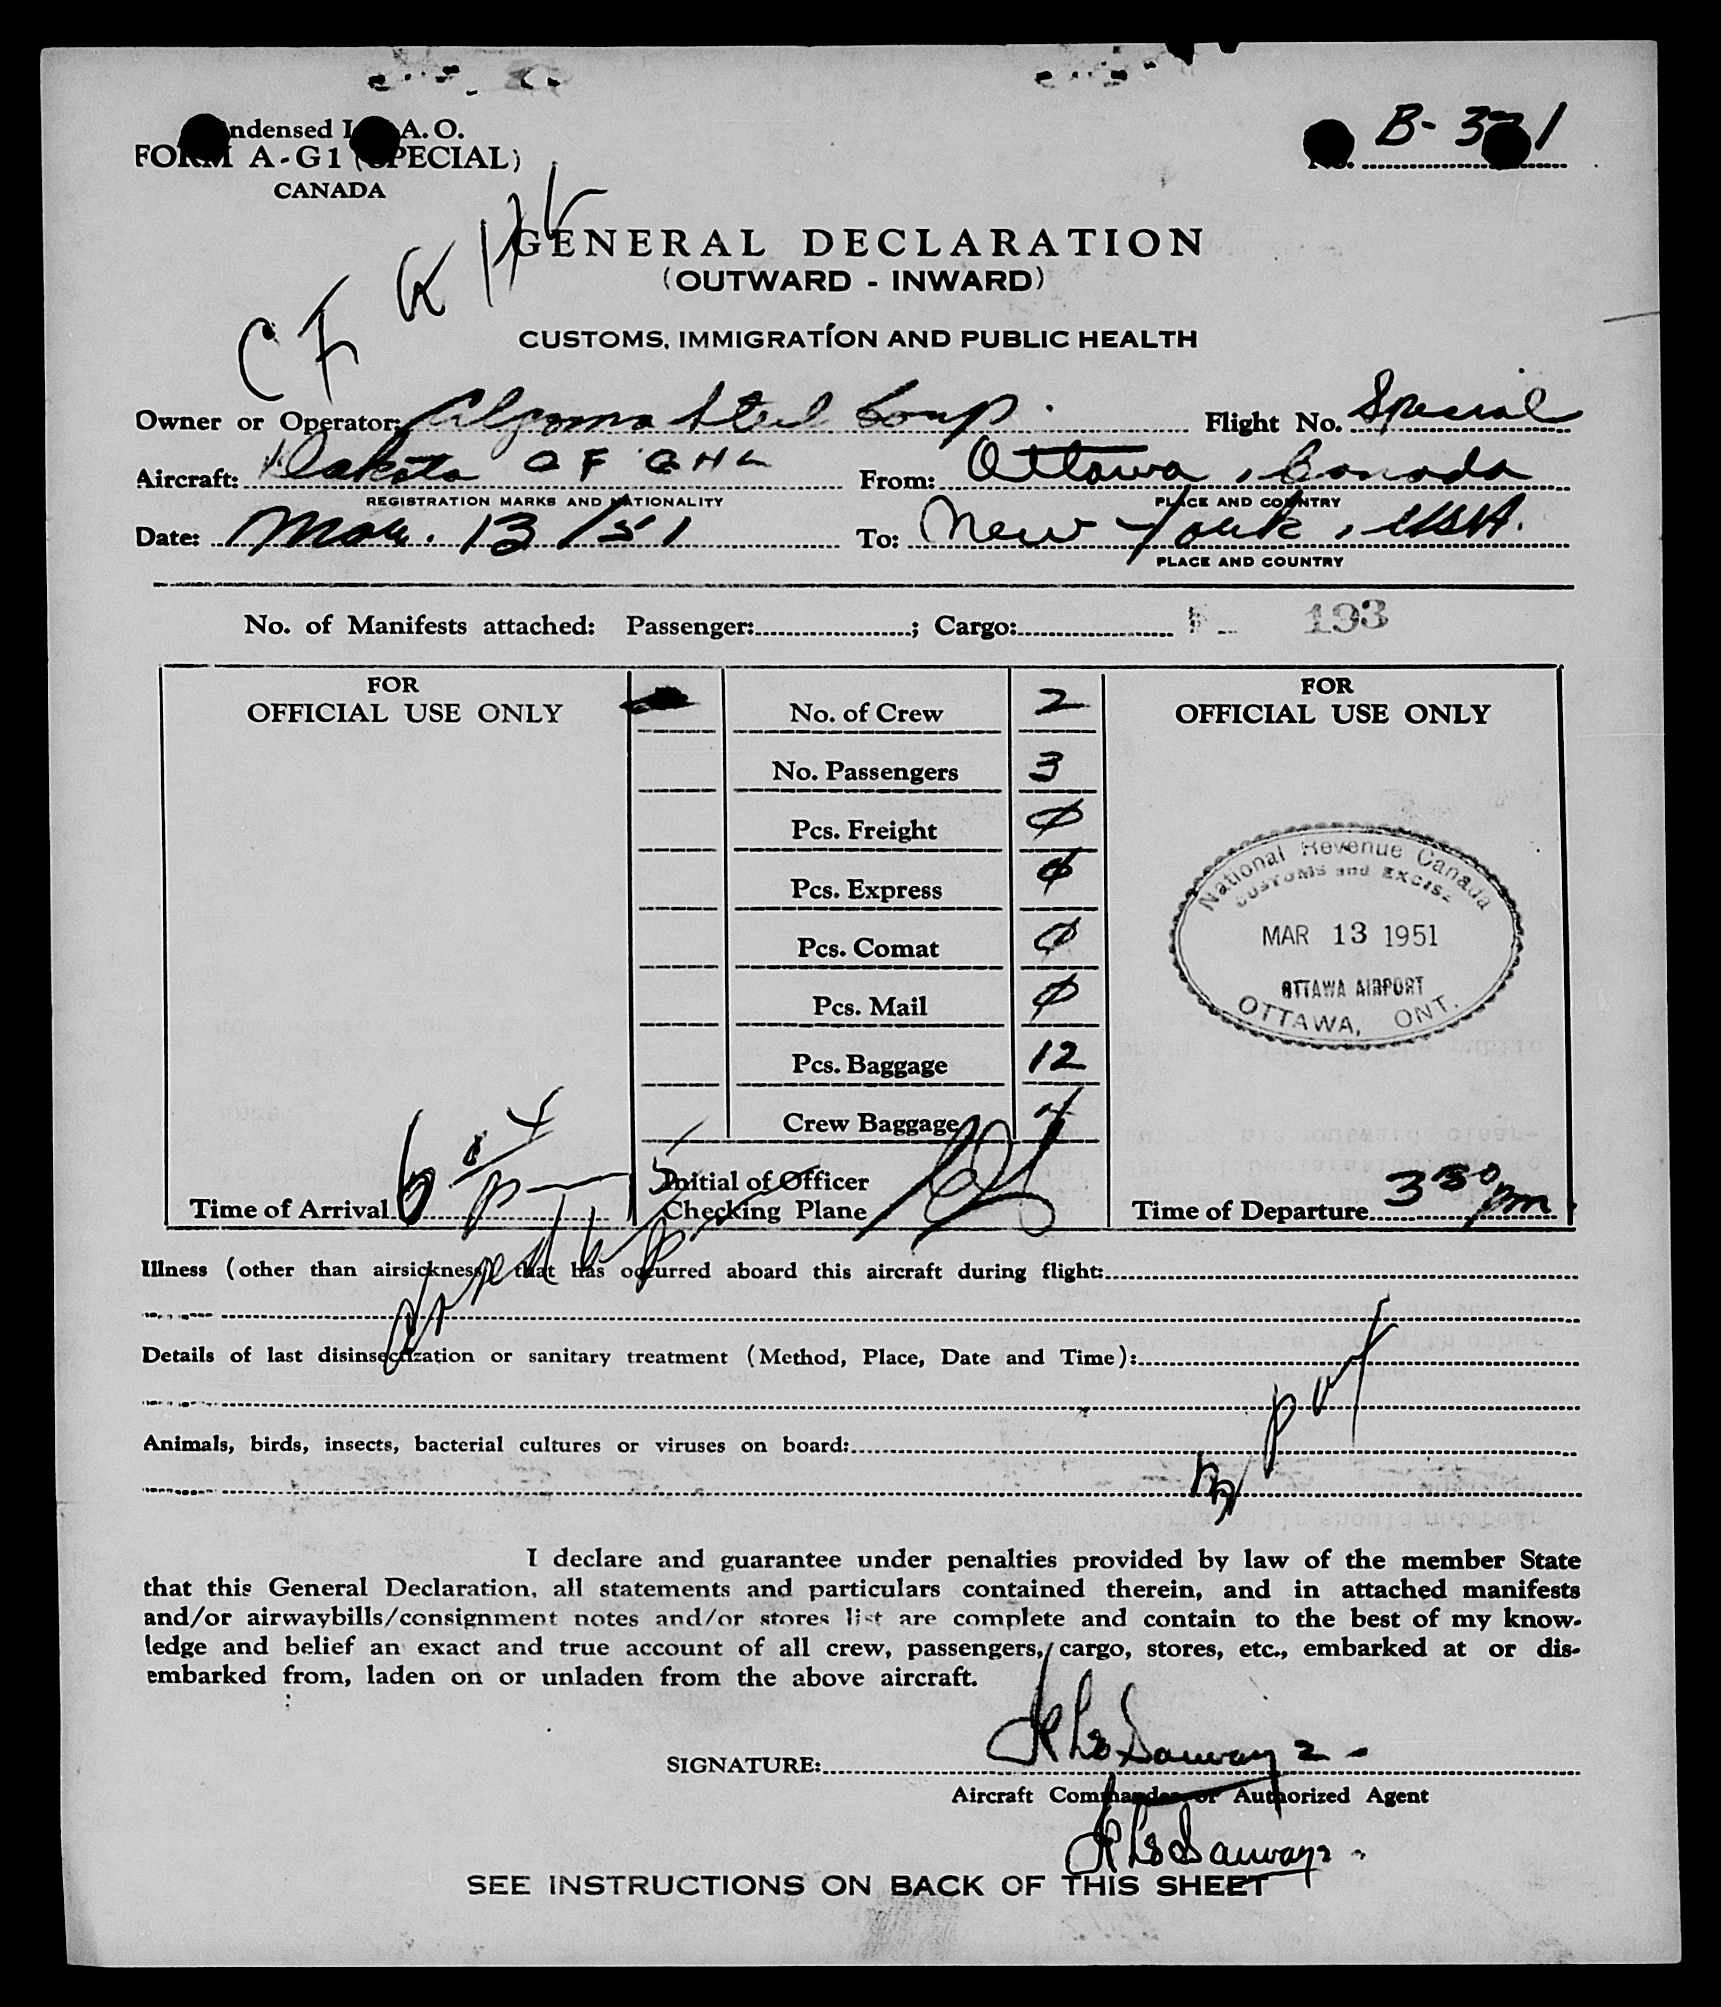 B-3 1
A. O.
FORM A-G1 (SPECIAL)
No.
CANADA
GENERAL DECLARATION
(OUTWARD - INWARD)
CUSTOMS, IMMIGRATION AND PUBLIC HEALTH
Owner or Operator: Algoma Steel Corp. Flight No. Special
Aircraft: Dakota CF GHL From: Ottawa, Canada
REGISTRATION MARKS AND NATIONALITY PLACE AND COUNTRY
Date: Mar. 13/51 To: New York, USA.
PLACE AND COUNTRY
No. of Manifests attached: Passenger: ; Cargo: 193
FOR FOR
OFFICIAL USE ONLY No. of Crew 2 OFFICIAL USE ONLY
No. Passengers 3
Pcs. Freight 0
National Revenue Canada
CUSTOMS and EXCISE
Pcs. Express 0
MAR 13 1951
Pcs. Comat 0
OTTAWA AIRPORT
Pcs. Mail 0
OTTAWA, ONT.
Pcs. Baggage 12
Crew Baggage 4
Initial of Officer
Time of Arrival Checking Plane Time of Departure 3 30 pm
Illness (other than airsickness) that has occurred aboard this aircraft during flight:
Details of last disinsectization or sanitary treatment (Method, Place, Date and Time):
Animals, birds, insects, bacterial cultures or viruses on board:
I declare and guarantee under penalties provided by law of the member State
that this General Declaration, all statements and particulars contained therein, and in attached manifests
and/or airwaybills/consignment notes and/or stores list are complete and contain to the best of my know-
ledge and belief an exact and true account of all crew, passengers, cargo, stores, etc., embarked at or dis-
embarked from, laden on or unladen from the above aircraft.
SIGNATURE:
Aircraft Commander or Authorized Agent
SEE INSTRUCTIONS ON BACK OF THIS SHEET